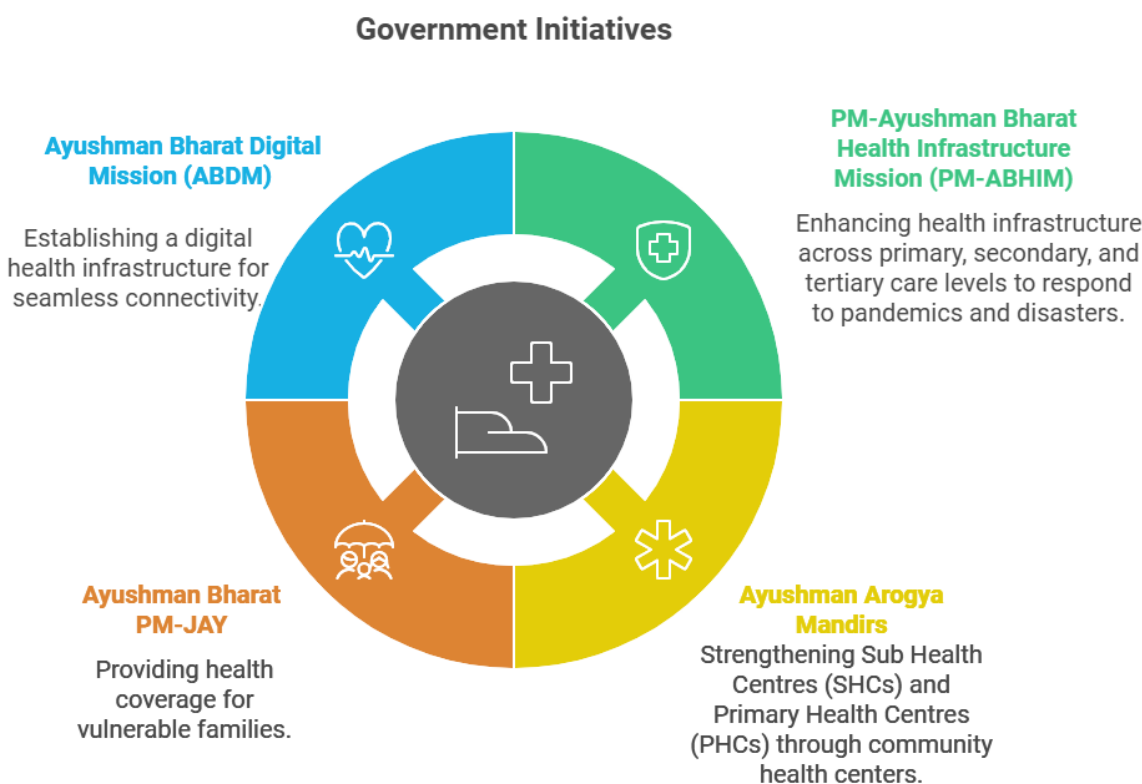 Government Initiatives
Ayushman Bharat Digital
Mission (ABDM)
Establishing a digital
health infrastructure for
seamless connectivity.
PM-Ayushman Bharat
Health Infrastructure
Mission (PM-ABHIM)
Enhancing health infrastructure
across primary, secondary, and
tertiary care levels to respond
to pandemics and disasters.
Ayushman Bharat
PM-JAY
Providing health
coverage for
vulnerable families.
Ayushman Arogya
Mandirs
Strengthening Sub Health
Centres (SHCs) and
Primary Health Centres
(PHCs) through community
health centers.